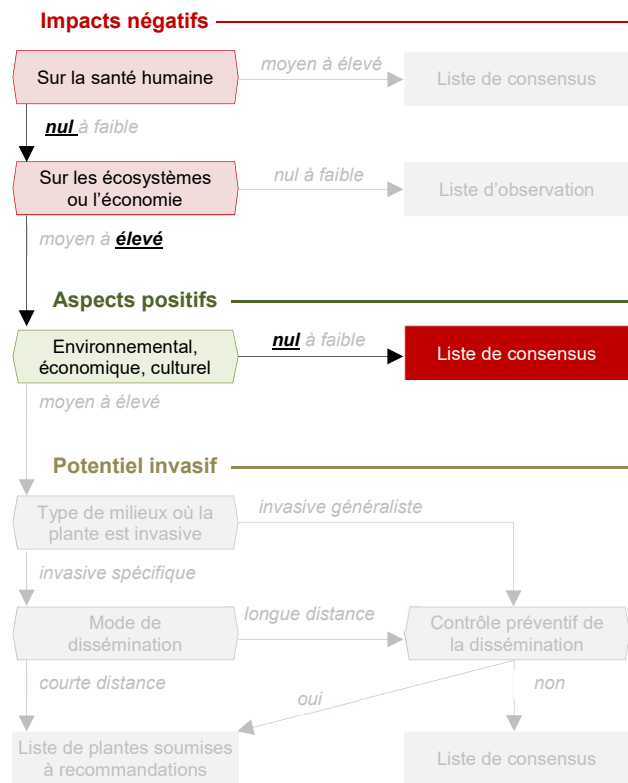 Impacts négatifs
Sur la santé humaine
moyen à élevé
Liste de consensus
nul à faible
Sur les écosystèmes
ou l'économie
nul à faible
Liste d'observation
moyen à élevé
Aspects positifs
Environnemental,
économique, culturel
nul à faible
Liste de consensus
moyen à élevé
Potentiel invasif
Type de milieux où la
plante est invasive
invasive généraliste
invasive spécifique
Mode de
dissémination
longue distance
Contrôle préventif de
la dissémination
courte distance
oui
non
Liste de plantes soumises
à recommandations
Liste de consensus